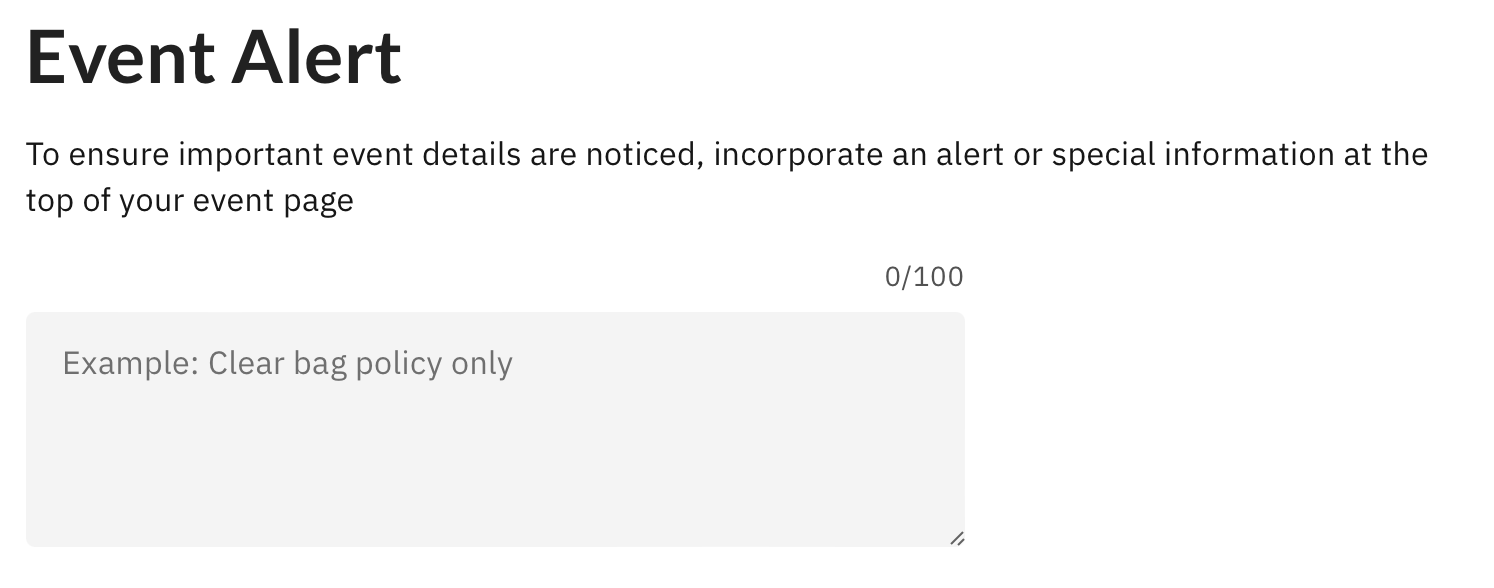 Event Alert
To ensure important event details are noticed, incorporate an alert or special information at the
top of your event page
0/100
Example: Clear bag policy only